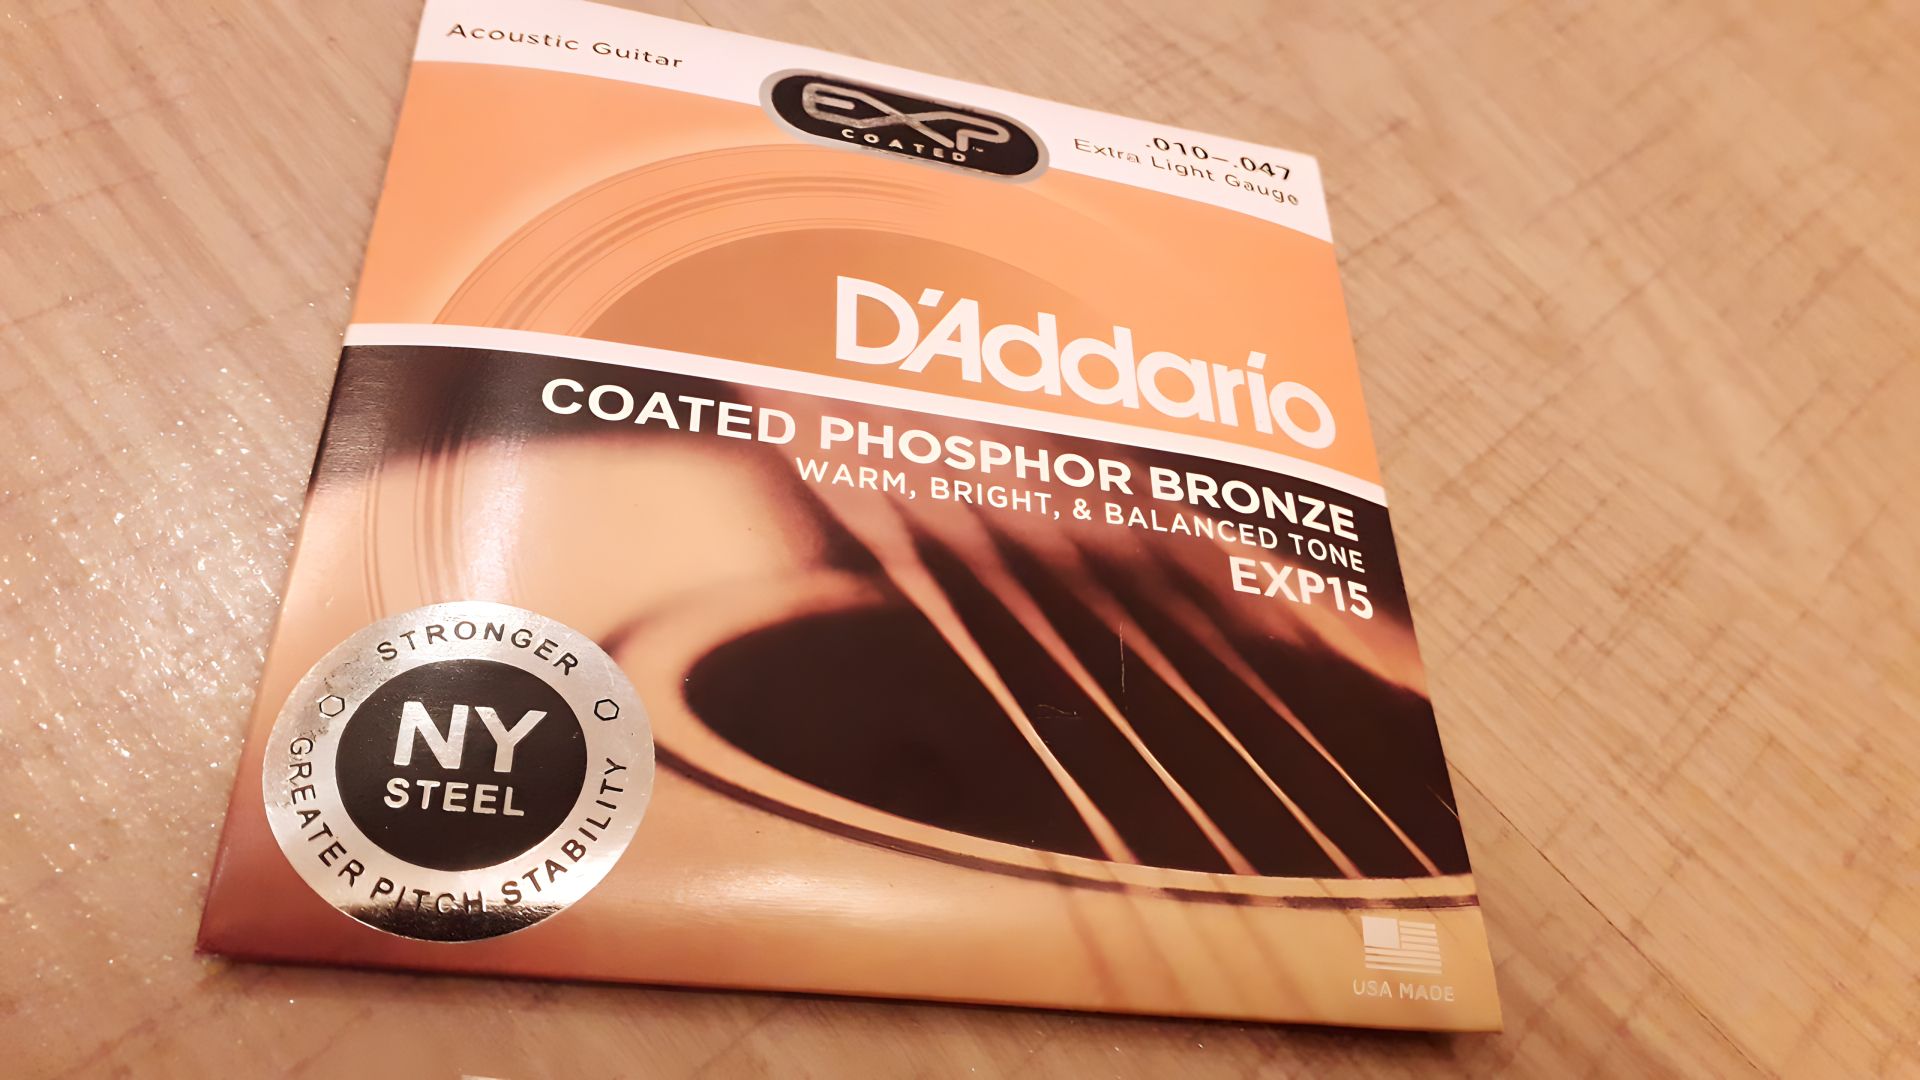 Acoustic Guitar
EXP™
COATED
.010–.047
Extra Light Gauge
D'Addario
COATED PHOSPHOR BRONZE
WARM, BRIGHT, & BALANCED TONE
EXP15
STRONGER
NY
STEEL
GREATER PITCH STABILITY
USA MADE